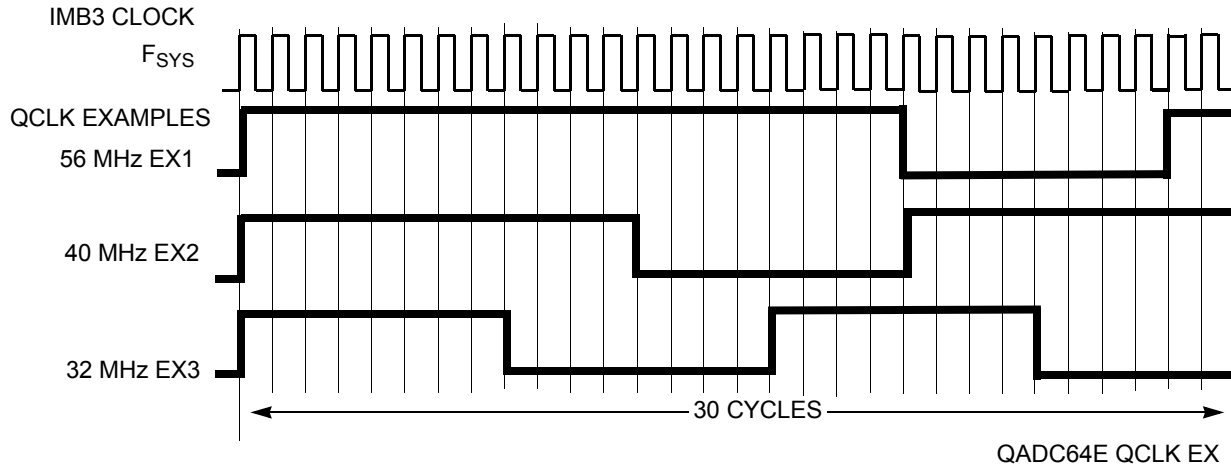 IMB3 CLOCK
FSYS
QCLK EXAMPLES
56 MHz EX1
40 MHz EX2
32 MHz EX3
30 CYCLES
QADC64E QCLK EX